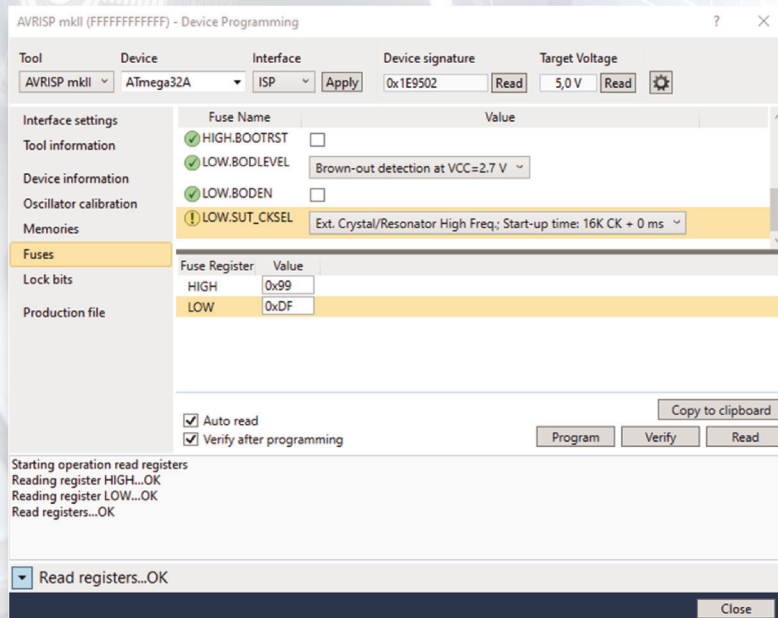 AVRISP mkII (FFFFFFFFFFFF) - Device Programming ? ×
Tool Device Interface Device signature Target Voltage
AVRISP mkII ATmega32A ISP Apply 0x1E9502 Read 5,0 V Read
Interface settings
Tool information
Device information
Oscillator calibration
Memories
Fuses
Lock bits
Production file
Fuse Name Value
HIGH.BOOTRST
LOW.BODLEVEL Brown-out detection at VCC=2.7 V
LOW.BODEN
LOW.SUT_CKSEL Ext. Crystal/Resonator High Freq.; Start-up time: 16K CK + 0 ms
Fuse Register Value
HIGH 0x99
LOW 0xDF
Copy to clipboard
Auto read
Verify after programming
Program Verify Read
Starting operation read registers
Reading register HIGH...OK
Reading register LOW...OK
Read registers...OK
Read registers...OK
Close